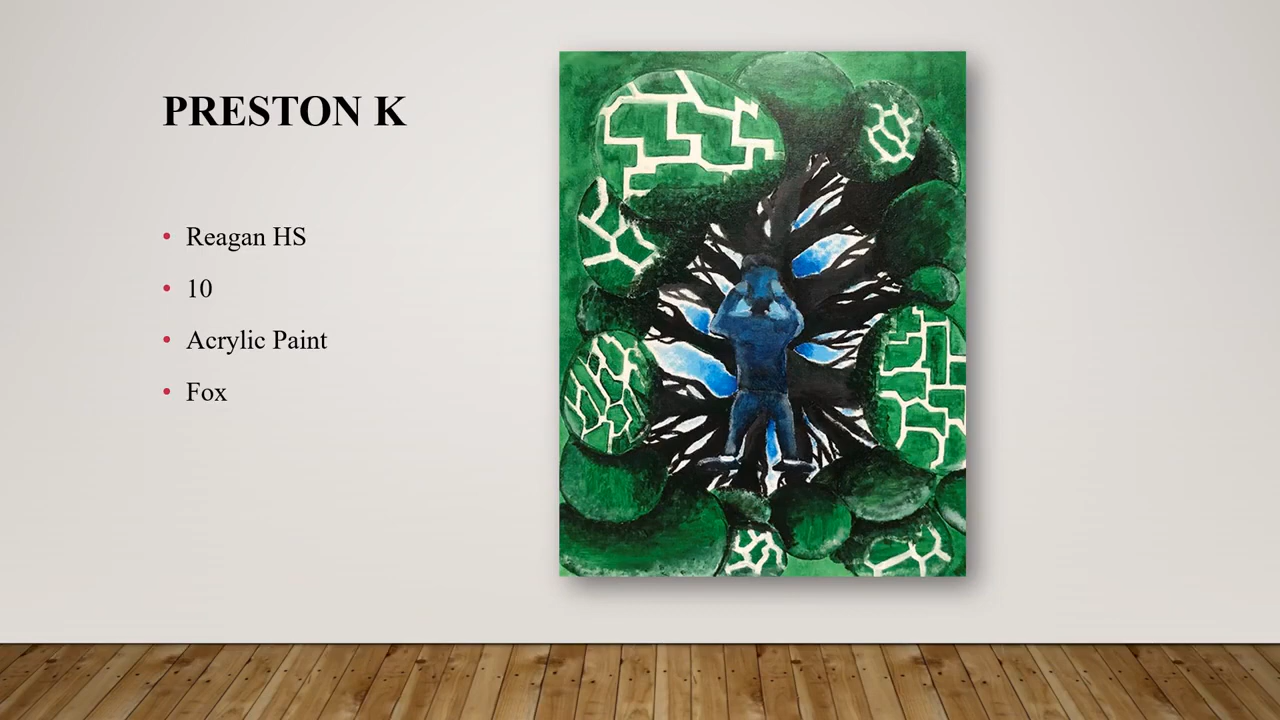 PRESTON K
• Reagan HS
• 10
• Acrylic Paint
• Fox